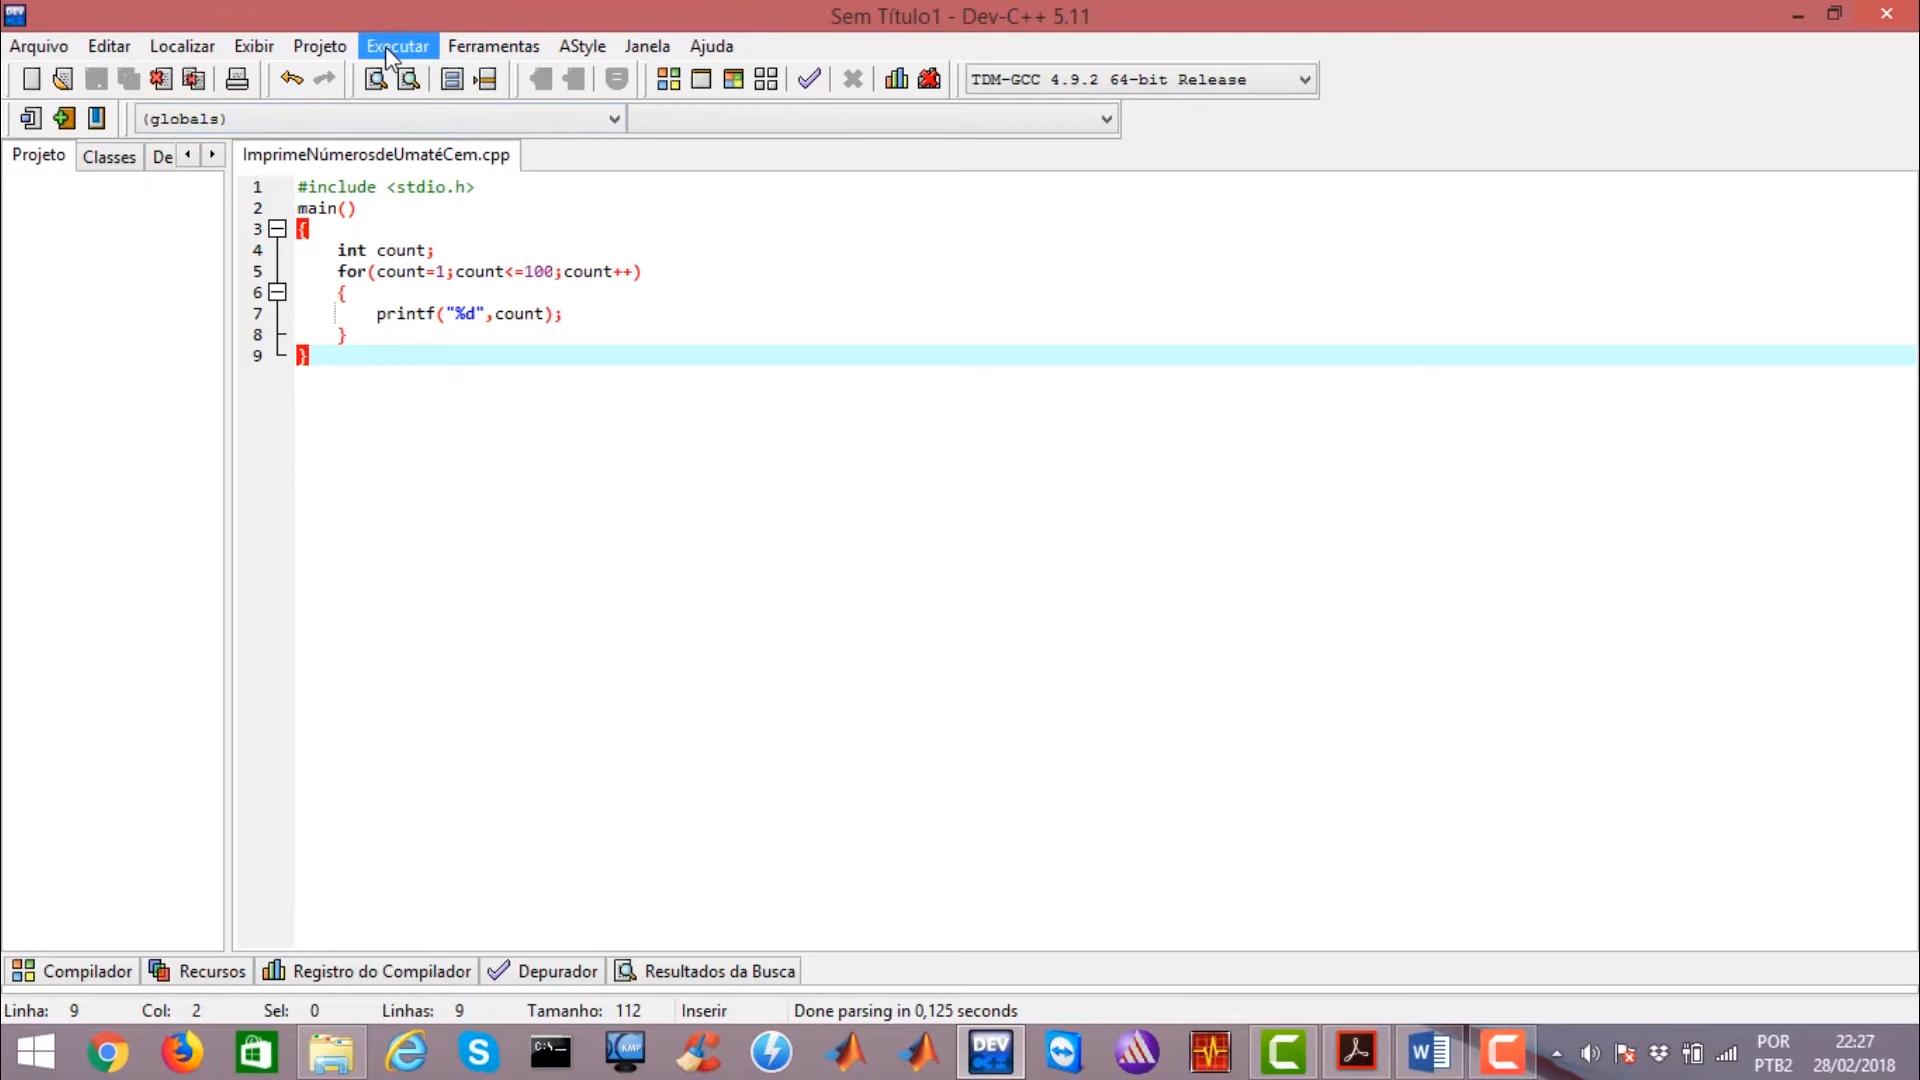 Sem Título1 - Dev-C++ 5.11
Arquivo Editar Localizar Exibir Projeto Executar Ferramentas AStyle Janela Ajuda
TDM-GCC 4.9.2 64-bit Release
(globals)
Projeto Classes De ImprimeNúmerosdeUmatéCem.cpp
1 #include <stdio.h>
2 main()
3 {
4 int count;
5 for(count=1;count<=100;count++)
6 {
7 printf("%d",count);
8 }
9 }
Compilador Recursos Registro do Compilador Depurador Resultados da Busca
Linha: 9 Col: 2 Sel: 0 Linhas: 9 Tamanho: 112 Inserir Done parsing in 0,125 seconds
POR 22:27
PTB2 28/02/2018